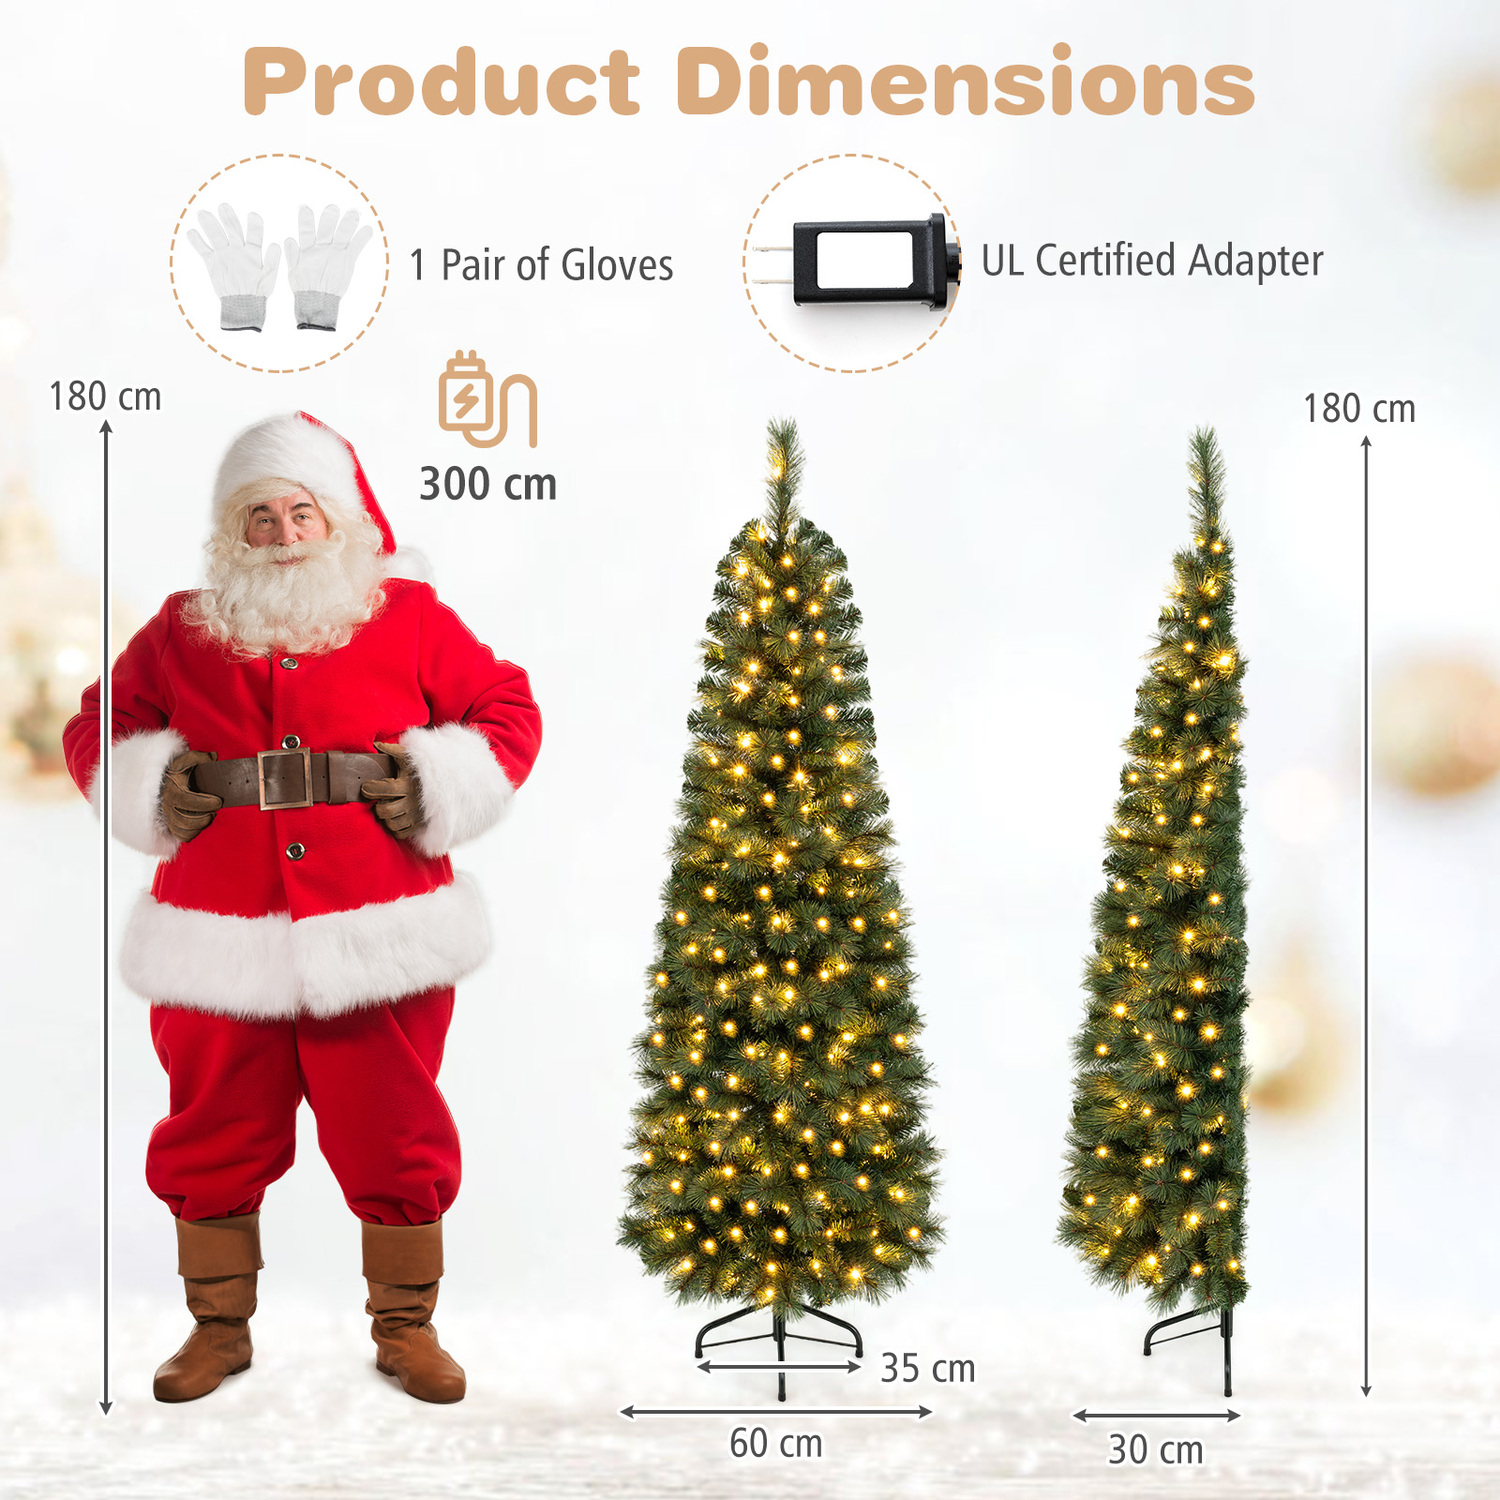 Product Dimensions
1 Pair of Gloves
UL Certified Adapter
180 cm
300 cm
180 cm
35 cm
60 cm
30 cm